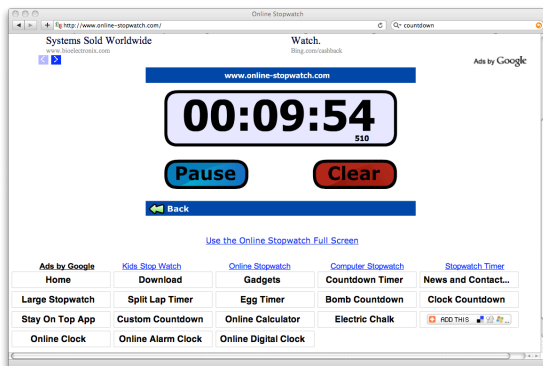 Online Stopwatch
http://www.online-stopwatch.com/
countdown
Systems Sold Worldwide
www.bioelectronix.com
Watch.
Bing.com/cashback
Ads by Google
www.online-stopwatch.com
00:09:54
510
Pause Clear
Back
Use the Online Stopwatch Full Screen
Ads by Google Kids Stop Watch Online Stopwatch Computer Stopwatch Stopwatch Timer
Home Download Gadgets Countdown Timer News and Contact...
Large Stopwatch Split Lap Timer Egg Timer Bomb Countdown Clock Countdown
Stay On Top App Custom Countdown Online Calculator Electric Chalk ADD THIS
Online Clock Online Alarm Clock Online Digital Clock